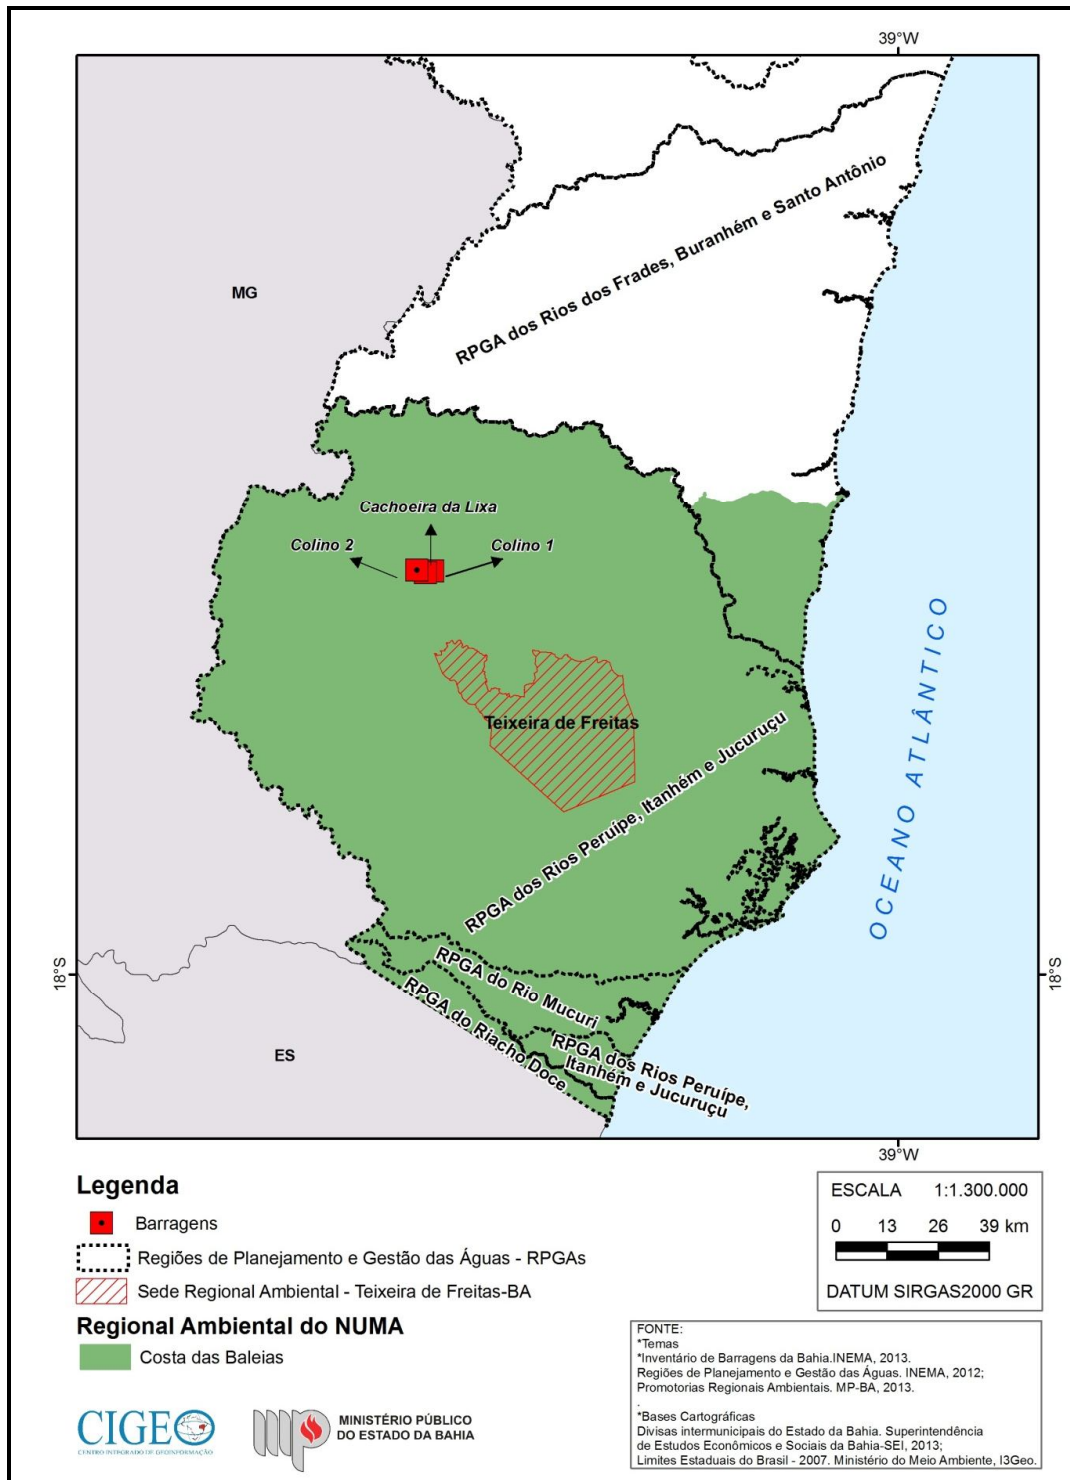 39°W
RPGA dos Rios dos Frades, Buranhém e Santo Antônio
MG
Cachoeira da Lixa
Colino 2
Colino 1
OCEANO ATLÂNTICO
Teixeira de Freitas
RPGA dos Rios Peruípe, Itanhém e Jucuruçu
18°S
18°S
RPGA do Rio Mucuri
RPGA do Riacho Doce
RPGA dos Rios Peruípe,
Itanhém e Jucuruçu
ES
39°W
Legenda
Barragens
Regiões de Planejamento e Gestão das Águas - RPGAs
Sede Regional Ambiental - Teixeira de Freitas-BA
Regional Ambiental do NUMA
Costa das Baleias
ESCALA 1:1.300.000
0 13 26 39 km
DATUM SIRGAS2000 GR
FONTE:
*Temas
*Inventário de Barragens da Bahia.INEMA, 2013.
Regiões de Planejamento e Gestão das Águas. INEMA, 2012;
Promotorias Regionais Ambientais. MP-BA, 2013.
.
*Bases Cartográficas
Divisas intermunicipais do Estado da Bahia. Superintendência
de Estudos Econômicos e Sociais da Bahia-SEI, 2013;
Limites Estaduais do Brasil - 2007. Ministério do Meio Ambiente, I3Geo.
CIGEO
CENTRO INTEGRADO DE GEOINFORMAÇÃO
mp
MINISTÉRIO PÚBLICO
DO ESTADO DA BAHIA